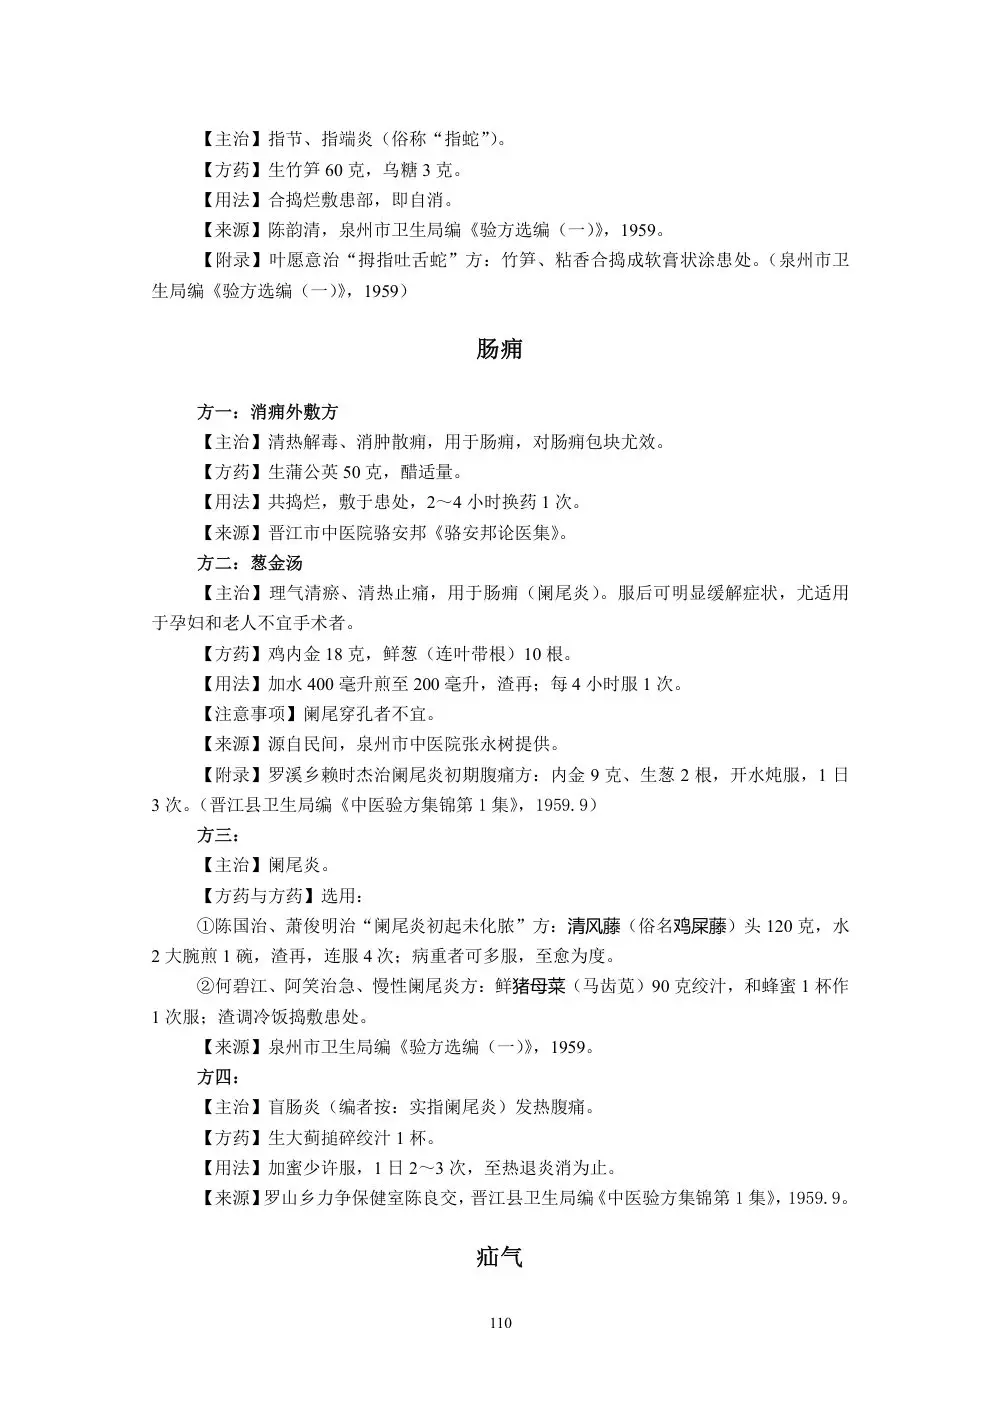 【主治】指节、指端炎（俗称“指蛇”）。
【方药】生竹笋 60 克，乌糖 3 克。
【用法】合捣烂敷患部，即自消。
【来源】陈韵清，泉州市卫生局编《验方选编（一）》，1959。
【附录】叶愿意治“拇指吐舌蛇”方：竹笋、粘香合捣成软膏状涂患处。（泉州市卫
生局编《验方选编（一）》，1959）
肠痈
方一：消痈外敷方
【主治】清热解毒、消肿散痈，用于肠痈，对肠痈包块尤效。
【方药】生蒲公英 50 克，醋适量。
【用法】共捣烂，敷于患处，2～4 小时换药 1 次。
【来源】晋江市中医院骆安邦《骆安邦论医集》。
方二：葱金汤
【主治】理气清瘀、清热止痛，用于肠痈（阑尾炎）。服后可明显缓解症状，尤适用
于孕妇和老人不宜手术者。
【方药】鸡内金 18 克，鲜葱（连叶带根）10 根。
【用法】加水 400 毫升煎至 200 毫升，渣再；每 4 小时服 1 次。
【注意事项】阑尾穿孔者不宜。
【来源】源自民间，泉州市中医院张永树提供。
【附录】罗溪乡赖时杰治阑尾炎初期腹痛方：内金 9 克、生葱 2 根，开水炖服，1 日
3 次。（晋江县卫生局编《中医验方集锦第 1 集》，1959.9）
方三：
【主治】阑尾炎。
【方药与方药】选用：
①陈国治、萧俊明治“阑尾炎初起未化脓”方：清风藤（俗名鸡屎藤）头 120 克，水
2 大腕煎 1 碗，渣再，连服 4 次；病重者可多服，至愈为度。
②何碧江、阿笑治急、慢性阑尾炎方：鲜猪母菜（马齿苋）90 克绞汁，和蜂蜜 1 杯作
1 次服；渣调冷饭捣敷患处。
【来源】泉州市卫生局编《验方选编（一）》，1959。
方四：
【主治】盲肠炎（编者按：实指阑尾炎）发热腹痛。
【方药】生大蓟搥碎绞汁 1 杯。
【用法】加蜜少许服，1 日 2～3 次，至热退炎消为止。
【来源】罗山乡力争保健室陈良交，晋江县卫生局编《中医验方集锦第 1 集》，1959.9。
疝气
110